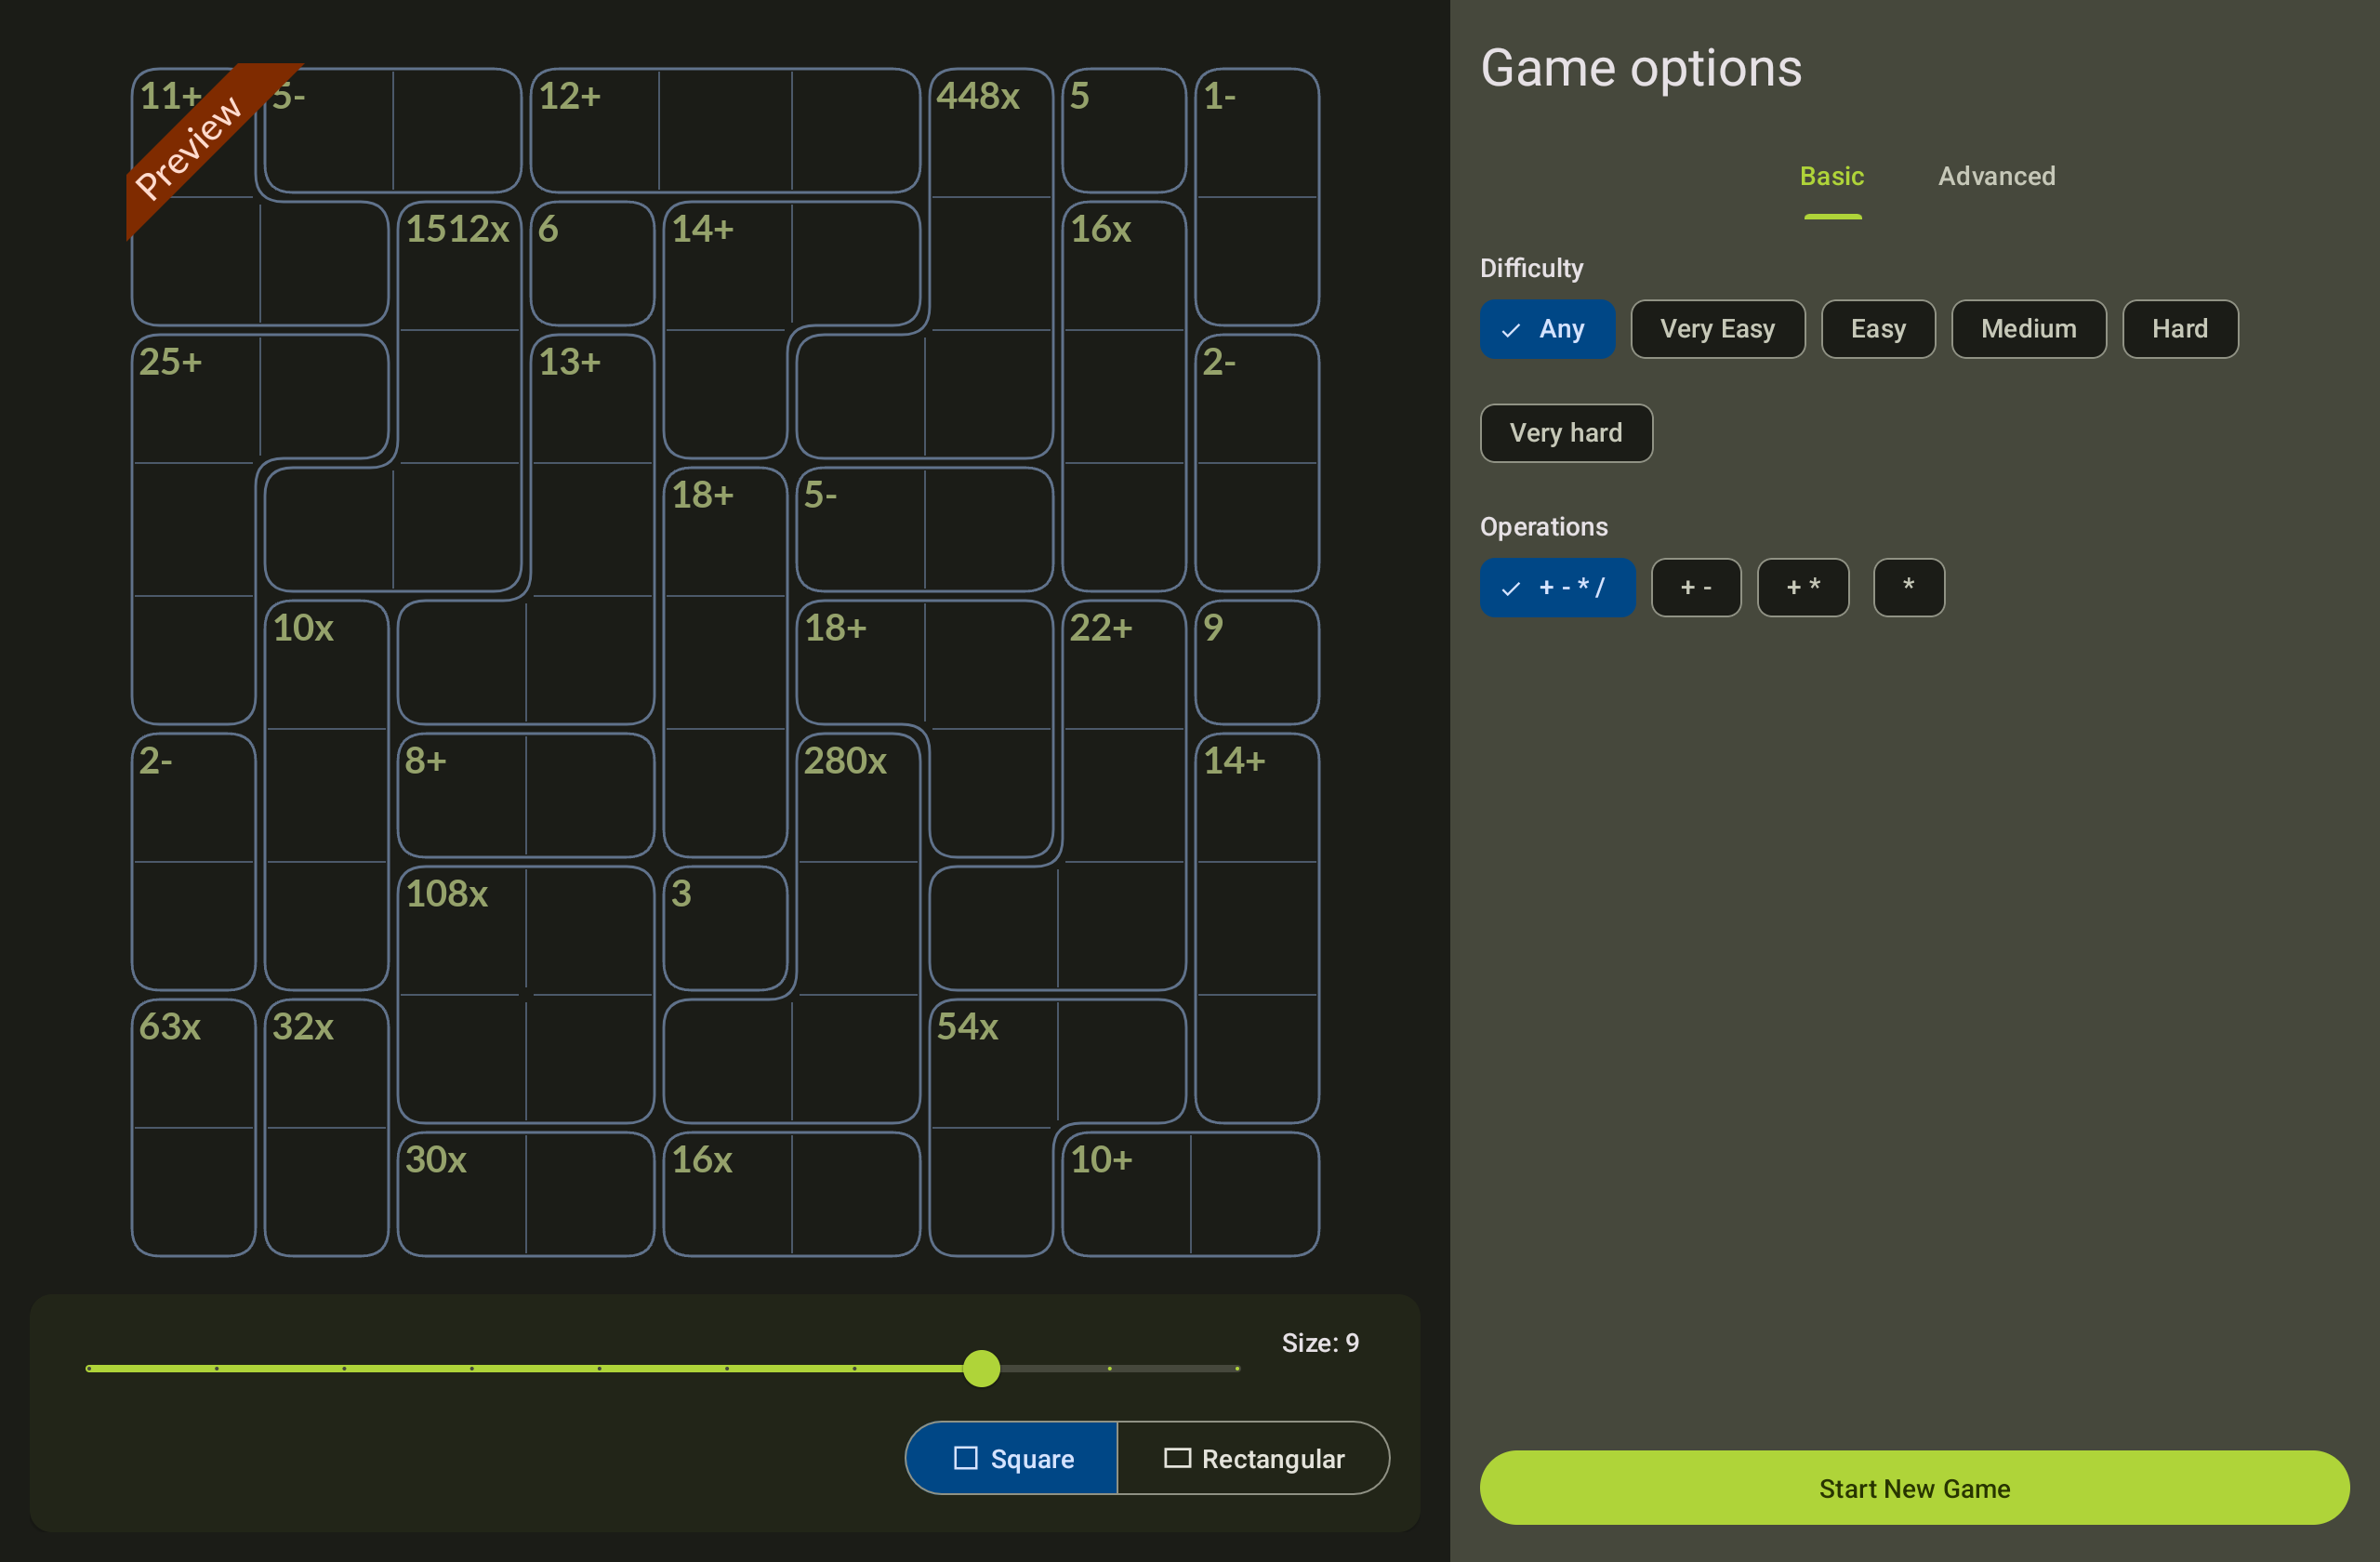 Preview
11+ 5- 12+ 448x 5 1-
1512x 6 14+ 16x
25+ 13+ 2-
18+ 5-
10x 18+ 22+ 9
2- 8+ 280x 14+
108x 3
63x 32x 54x
30x 16x 10+
Size: 9
Square Rectangular
Game options
Basic Advanced
Difficulty
Any Very Easy Easy Medium Hard
Very hard
Operations
+ - * / + - + * *
Start New Game